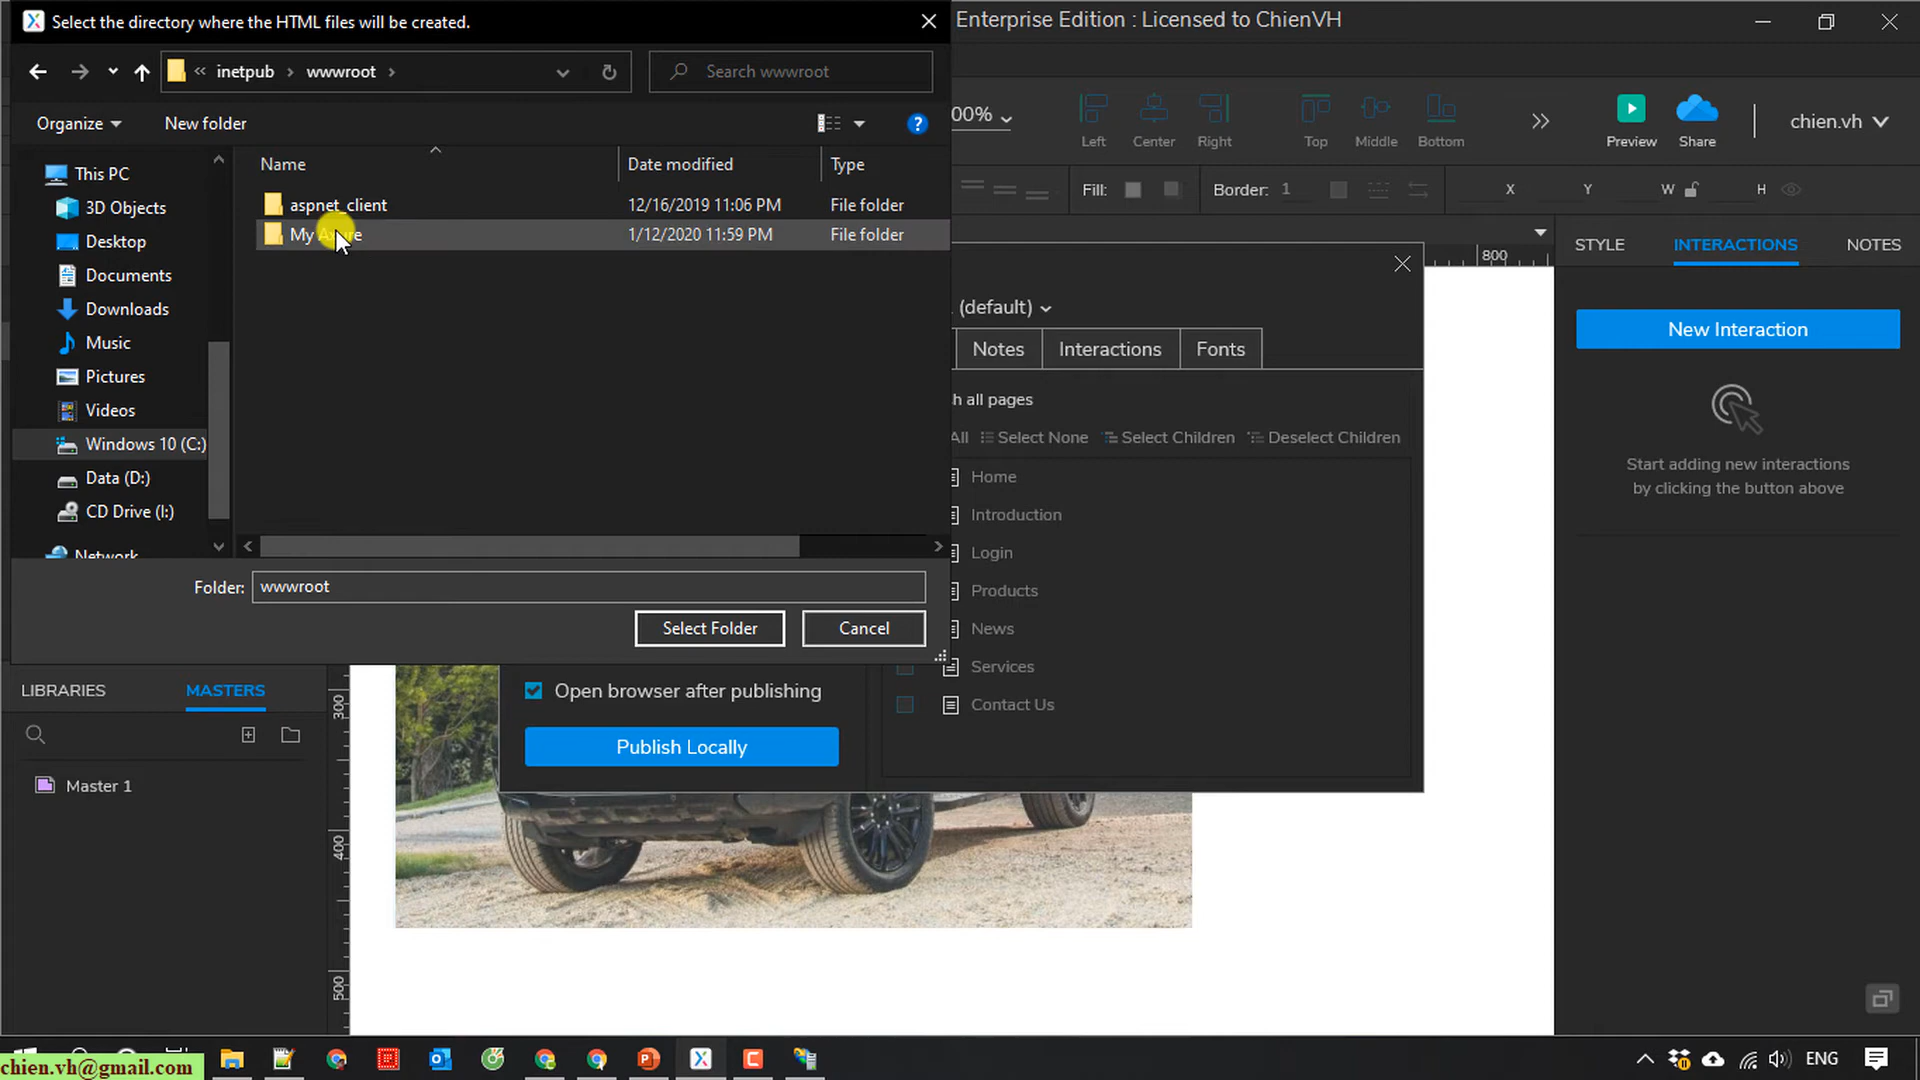 Select the directory where the HTML files will be created.
Enterprise Edition : Licensed to ChienVH
« inetpub › wwwroot ›
Search wwwroot
Organize
New folder
00%
Left
Center
Right
Top
Middle
Bottom
Preview
Share
chien.vh
Fill:
Border: 1
X
Y
W
H
Name
Date modified
Type
aspnet_client
12/16/2019 11:06 PM
File folder
My Axure
1/12/2020 11:59 PM
File folder
This PC
3D Objects
Desktop
Documents
Downloads
Music
Pictures
Videos
Windows 10 (C:)
Data (D:)
CD Drive (I:)
Network
Folder: wwwroot
Select Folder
Cancel
800
STYLE
INTERACTIONS
NOTES
New Interaction
Start adding new interactions
by clicking the button above
(default)
Notes
Interactions
Fonts
h all pages
All
Select None
Select Children
Deselect Children
Home
Introduction
Login
Products
News
Services
Contact Us
Open browser after publishing
Publish Locally
LIBRARIES
MASTERS
Master 1
300
400
500
chien.vh@gmail.com
ENG